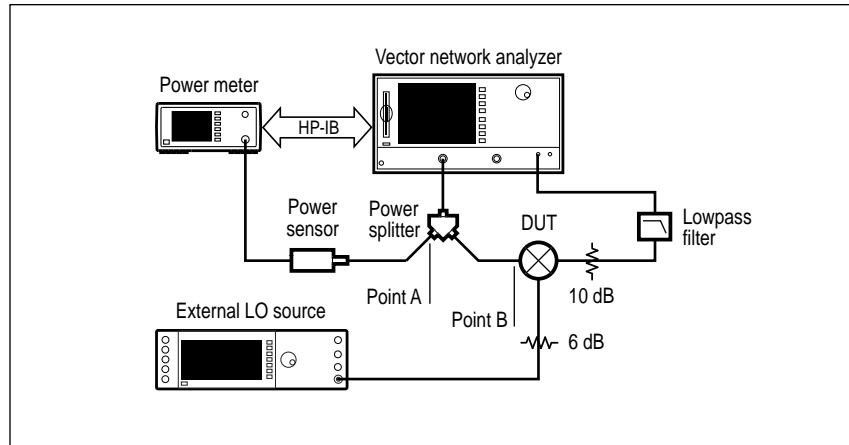 Vector network analyzer
Power meter
HP-IB
Power
sensor
Power
splitter
DUT
Lowpass
filter
Point A
Point B
10 dB
External LO source
6 dB